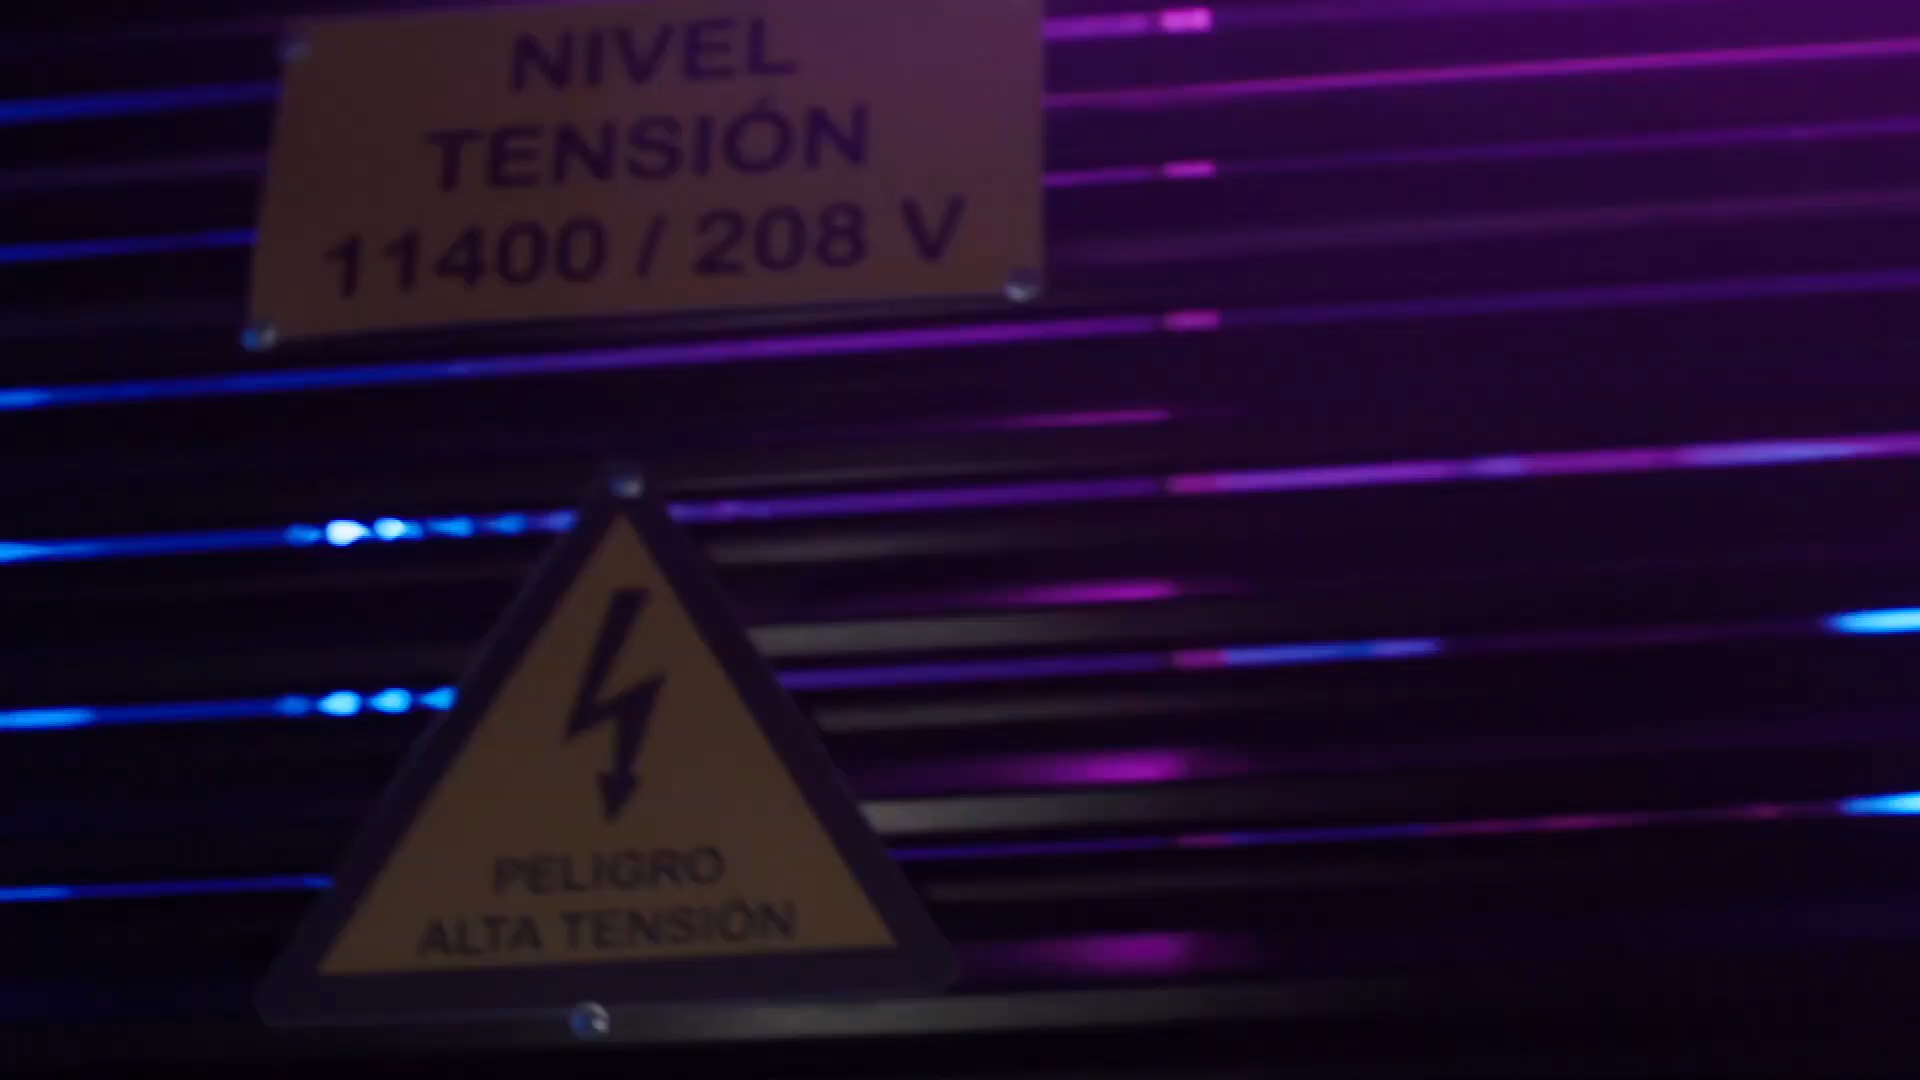 NIVEL
TENSIÓN
11400 / 208 V
PELIGRO
ALTA TENSIÓN